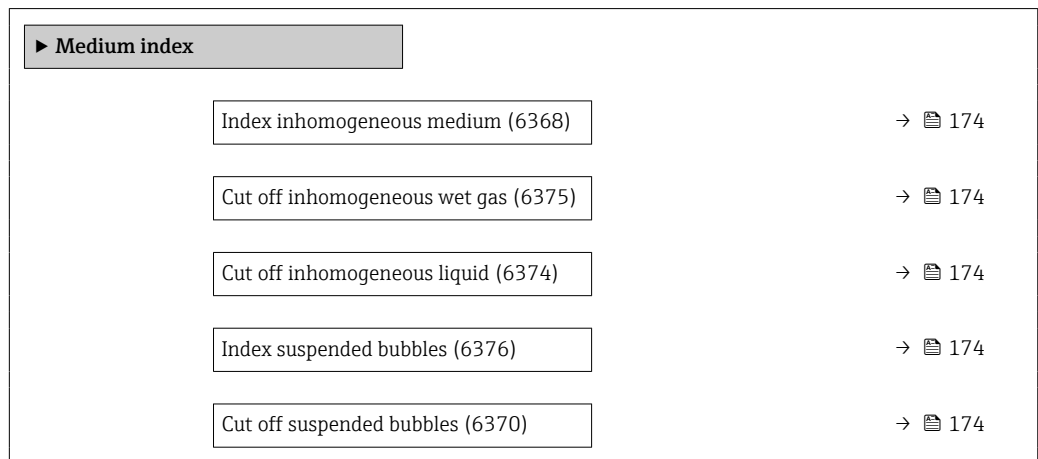 ▶ Medium index
Index inhomogeneous medium (6368) → 174
Cut off inhomogeneous wet gas (6375) → 174
Cut off inhomogeneous liquid (6374) → 174
Index suspended bubbles (6376) → 174
Cut off suspended bubbles (6370) → 174